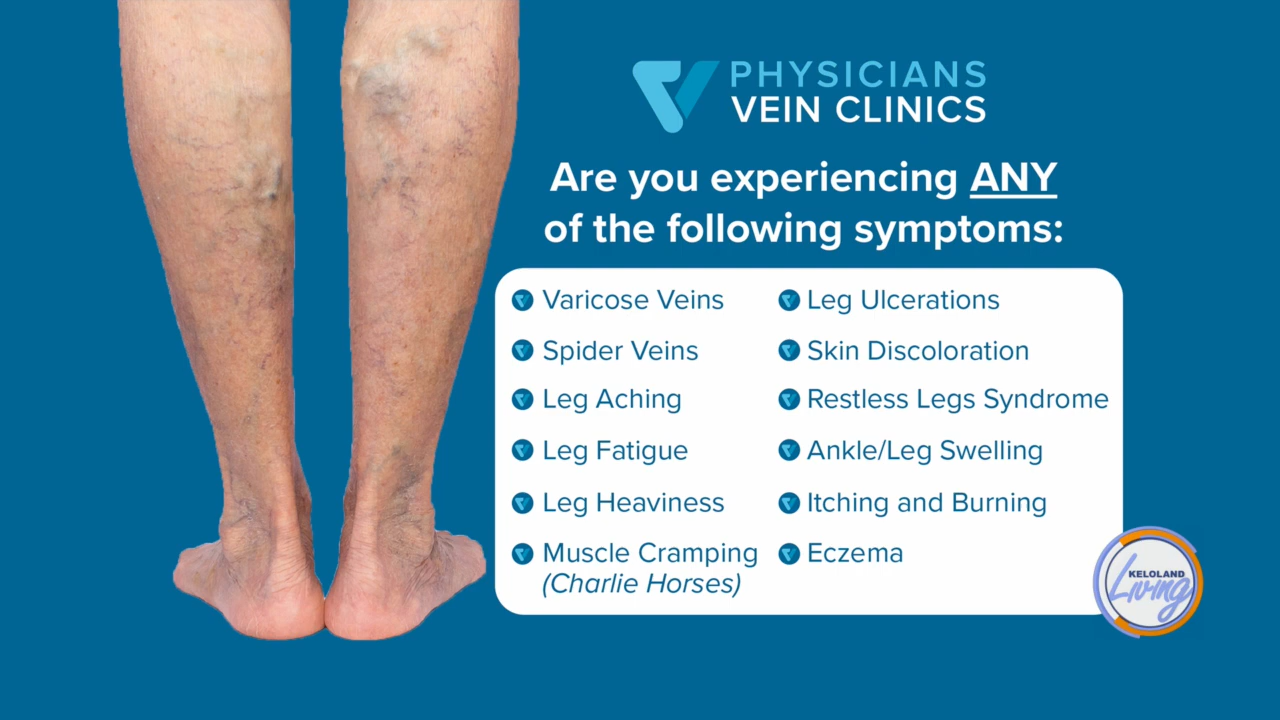 PHYSICIANS
VEIN CLINICS
Are you experiencing ANY
of the following symptoms:
Varicose Veins
Spider Veins
Leg Aching
Leg Fatigue
Leg Heaviness
Muscle Cramping
(Charlie Horses)
Leg Ulcerations
Skin Discoloration
Restless Legs Syndrome
Ankle/Leg Swelling
Itching and Burning
Eczema
KELOLAND
Living